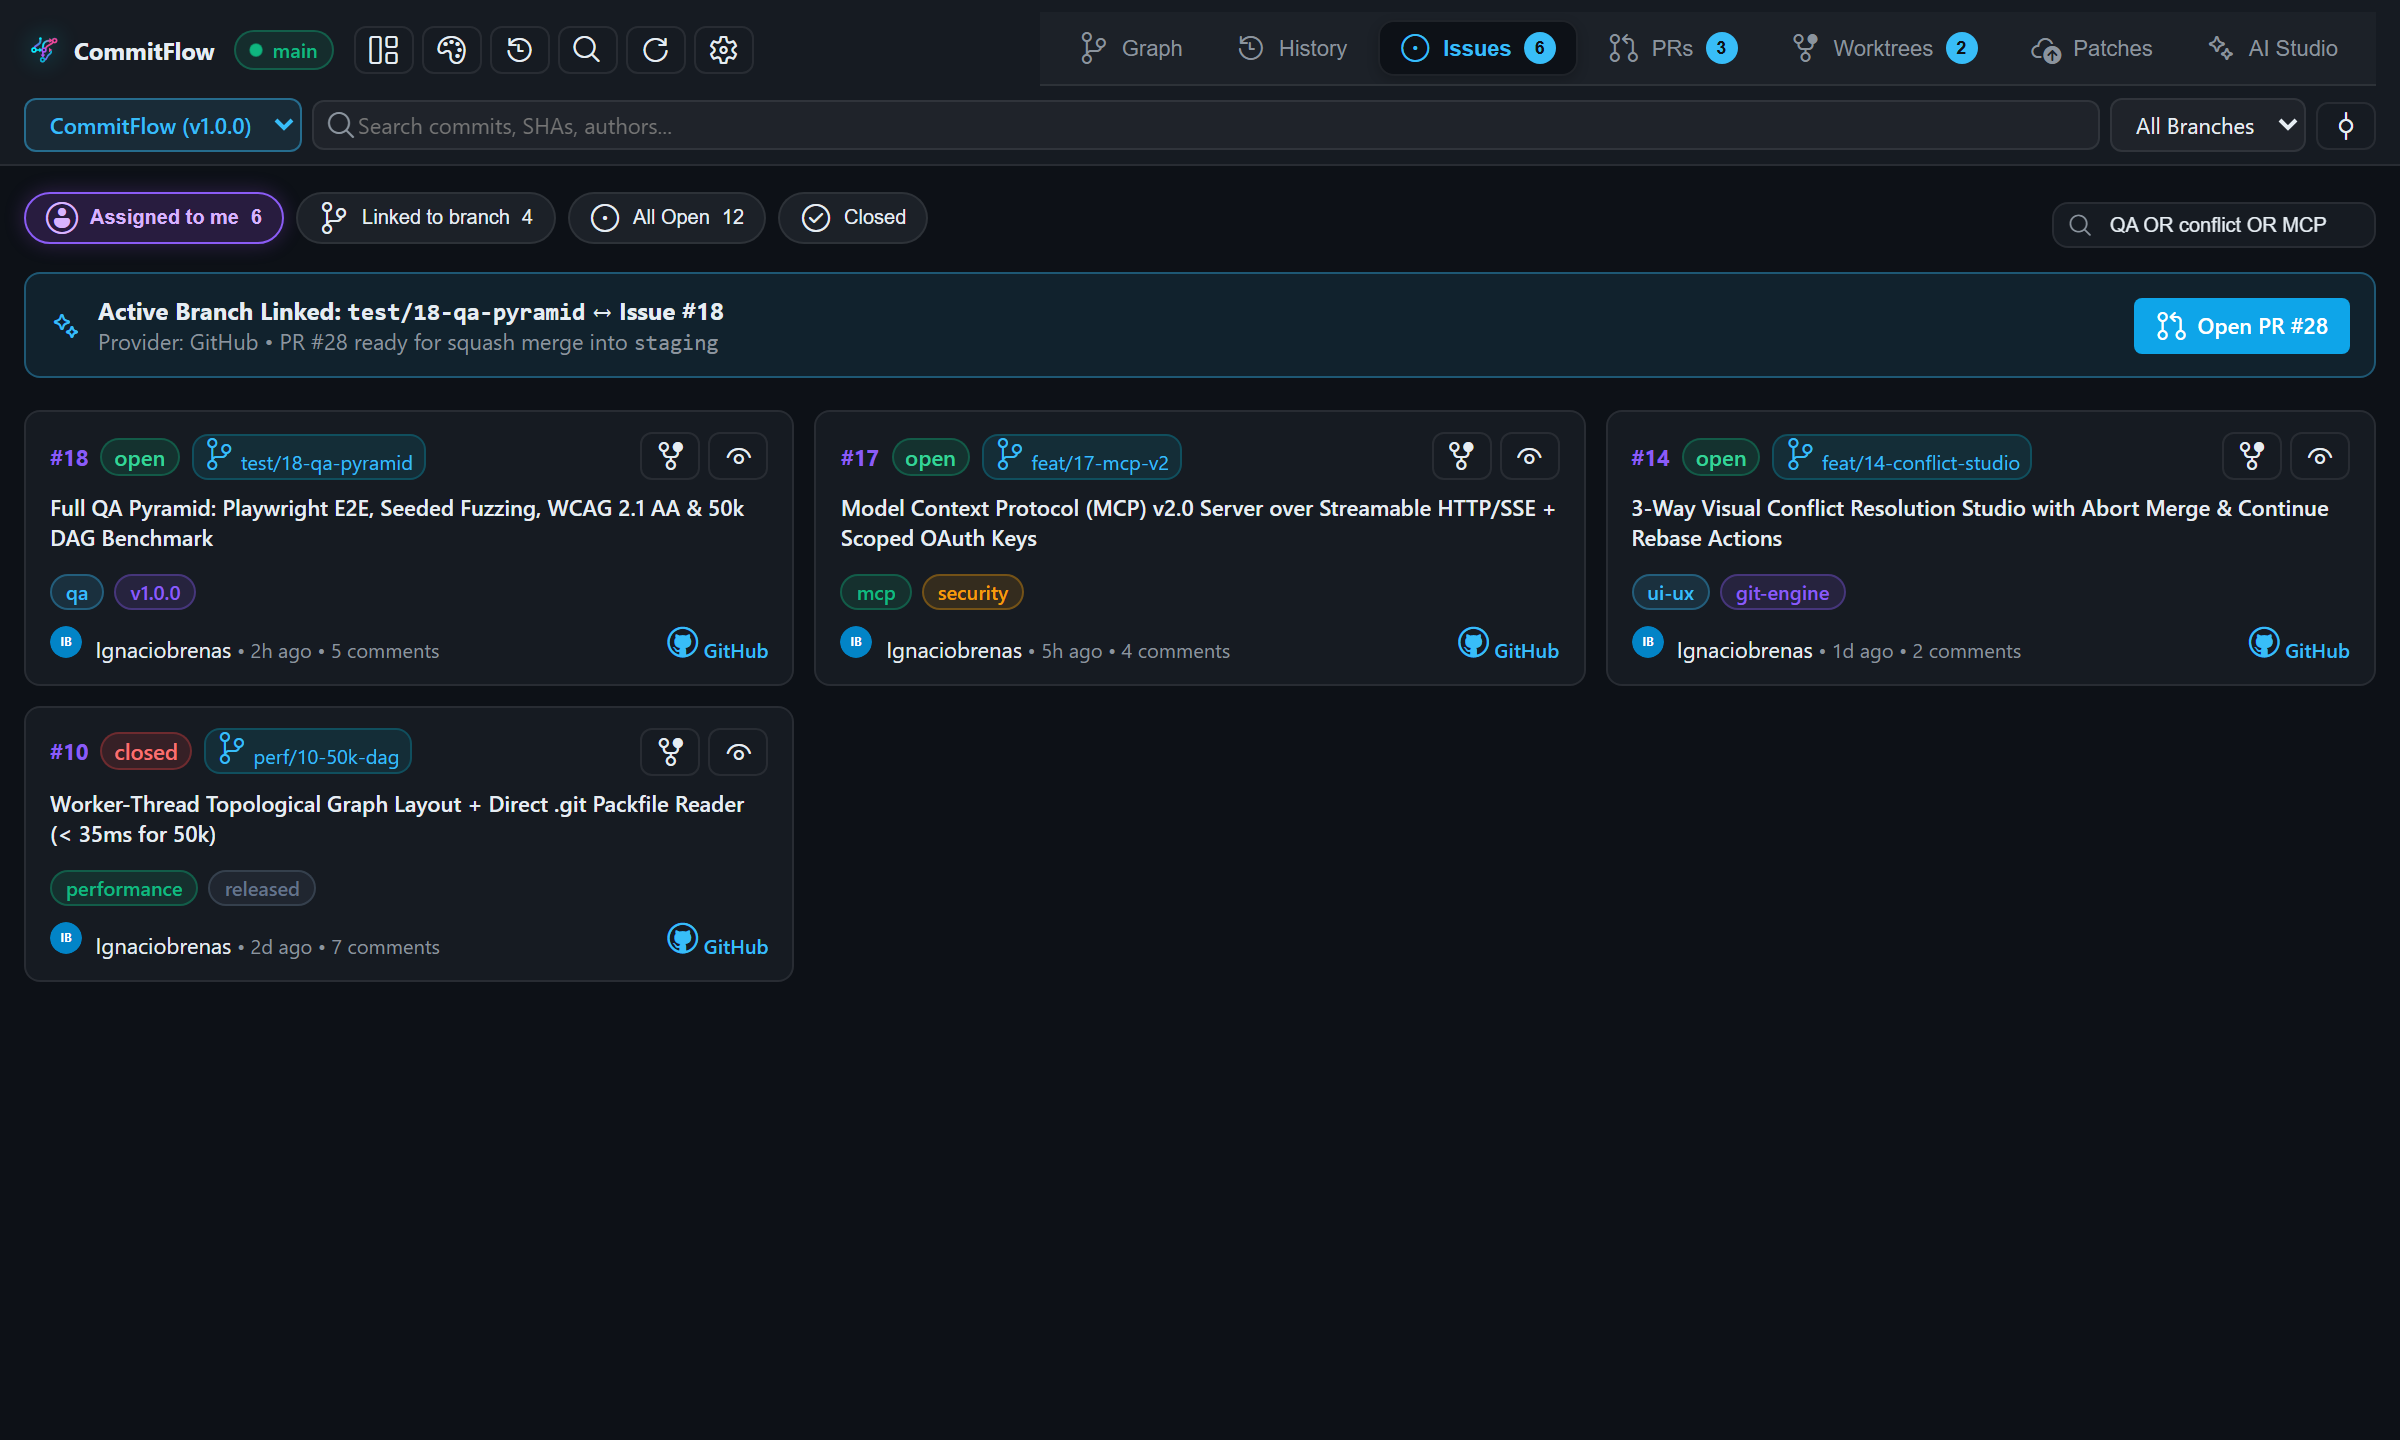 CommitFlow main Graph History Issues 6 PRs 3 Worktrees 2 Patches AI Studio
CommitFlow (v1.0.0) Search commits, SHAs, authors... All Branches
Assigned to me 6 Linked to branch 4 All Open 12 Closed QA OR conflict OR MCP
Active Branch Linked: test/18-qa-pyramid ↔ Issue #18
Provider: GitHub • PR #28 ready for squash merge into staging
Open PR #28
#18 open test/18-qa-pyramid
Full QA Pyramid: Playwright E2E, Seeded Fuzzing, WCAG 2.1 AA & 50k
DAG Benchmark
qa v1.0.0
IB Ignaciobrenas • 2h ago • 5 comments GitHub
#17 open feat/17-mcp-v2
Model Context Protocol (MCP) v2.0 Server over Streamable HTTP/SSE +
Scoped OAuth Keys
mcp security
IB Ignaciobrenas • 5h ago • 4 comments GitHub
#14 open feat/14-conflict-studio
3-Way Visual Conflict Resolution Studio with Abort Merge & Continue
Rebase Actions
ui-ux git-engine
IB Ignaciobrenas • 1d ago • 2 comments GitHub
#10 closed perf/10-50k-dag
Worker-Thread Topological Graph Layout + Direct .git Packfile Reader
(< 35ms for 50k)
performance released
IB Ignaciobrenas • 2d ago • 7 comments GitHub